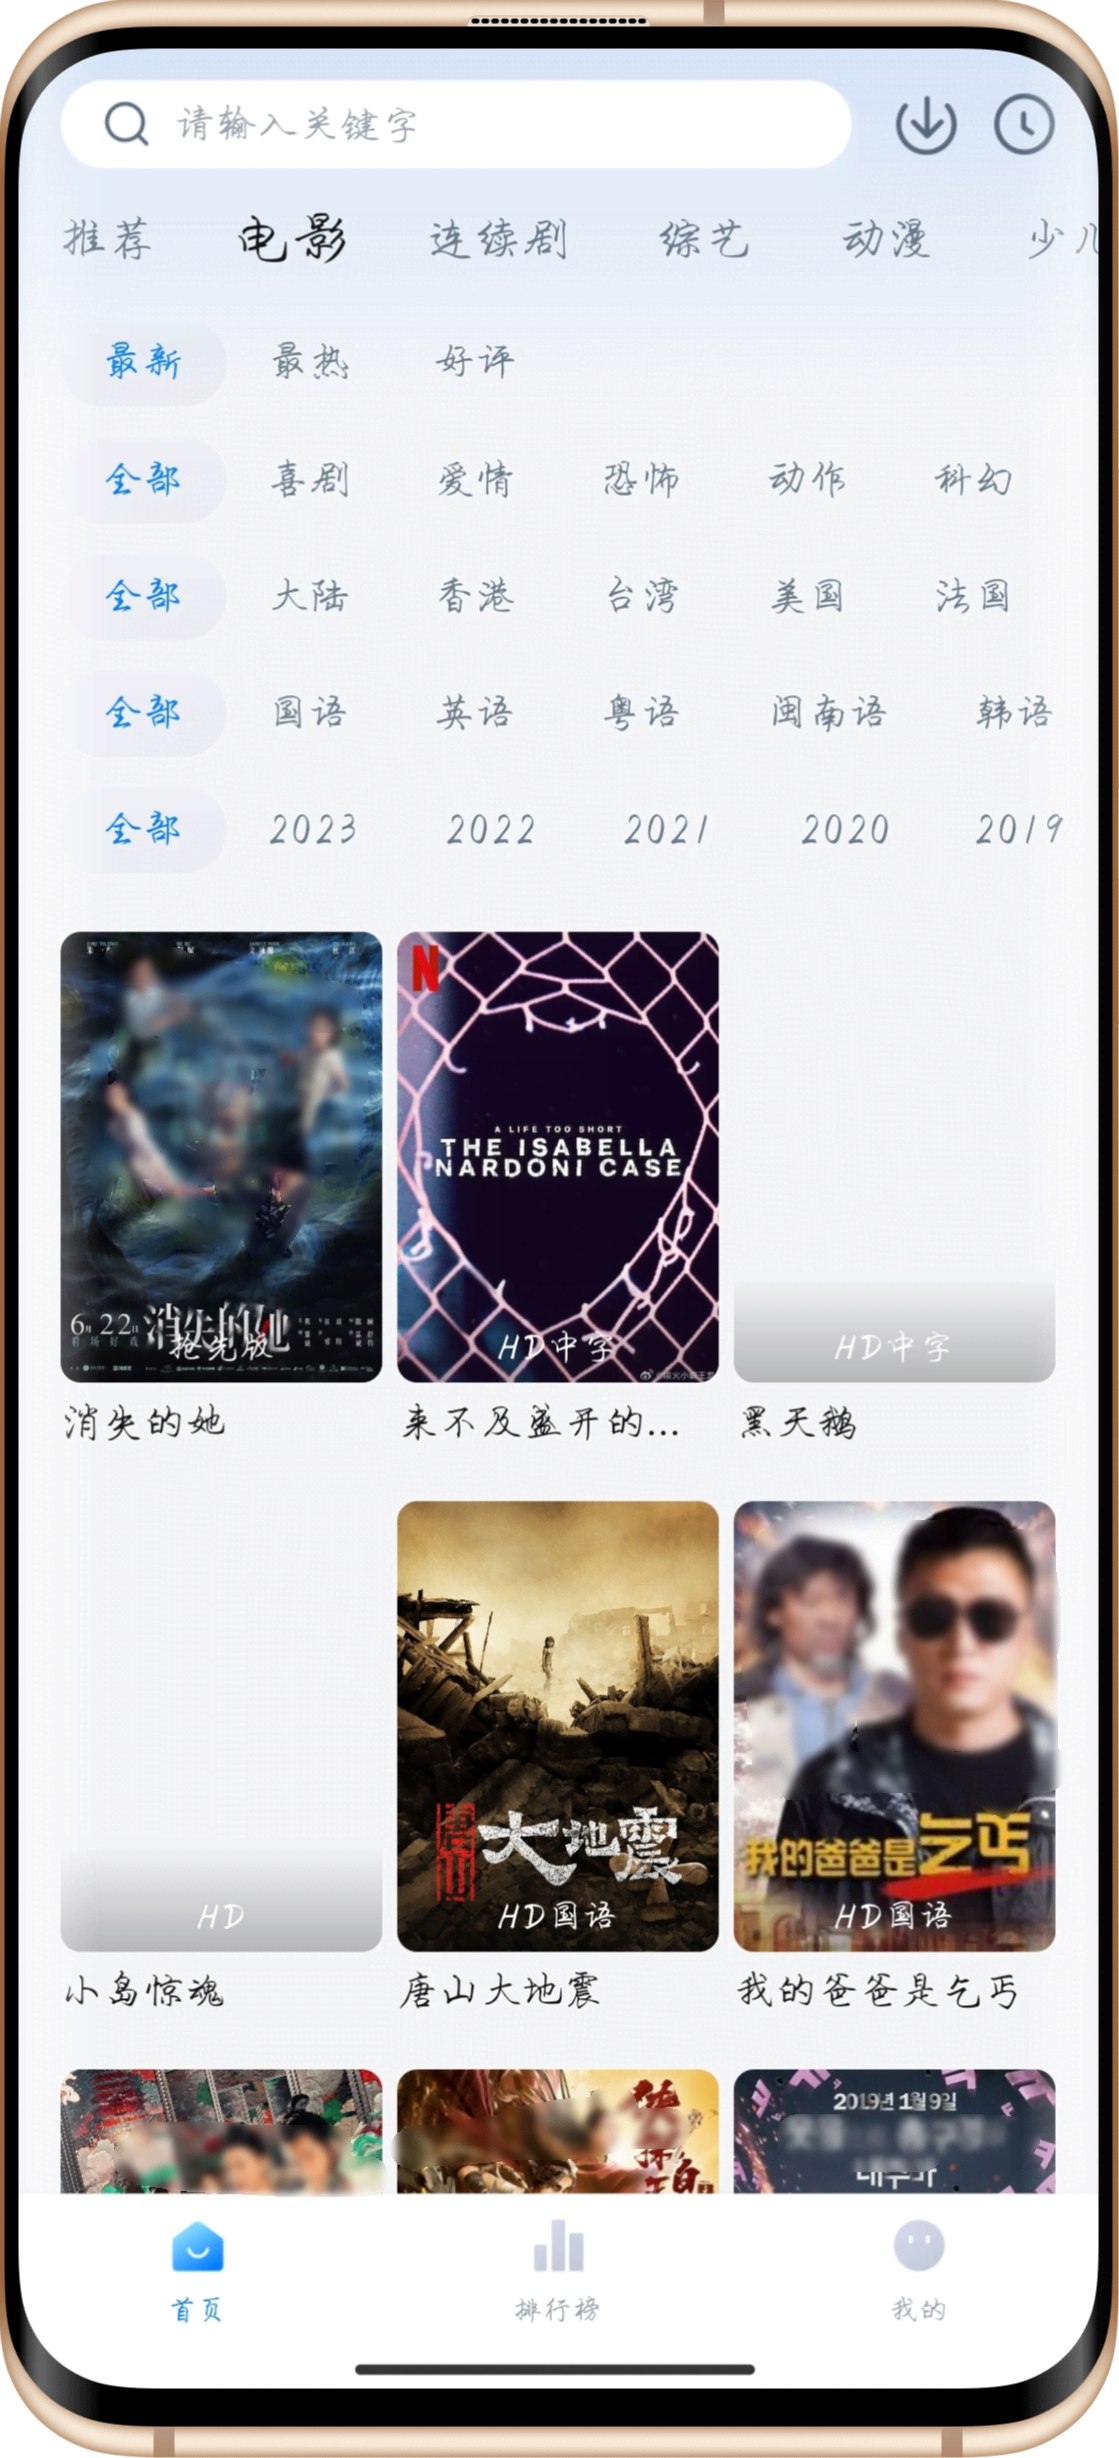 请输入关键字
推荐 电影 连续剧 综艺 动漫 少儿
最新 最热 好评
全部 喜剧 爱情 恐怖 动作 科幻
全部 大陆 香港 台湾 美国 法国
全部 国语 英语 粤语 闽南语 韩语
全部 2023 2022 2021 2020 2019
6月22日
消失的她
抢先版
消失的她
N
A LIFE TOO SHORT
THE ISABELLA
NARDONI CASE
HD中字
来不及盛开的...
HD中字
黑天鹅
HD
小岛惊魂
唐山
大地震
HD国语
唐山大地震
我的爸爸是乞丐
HD国语
我的爸爸是乞丐
2019년 1월 9일
首页 排行榜 我的